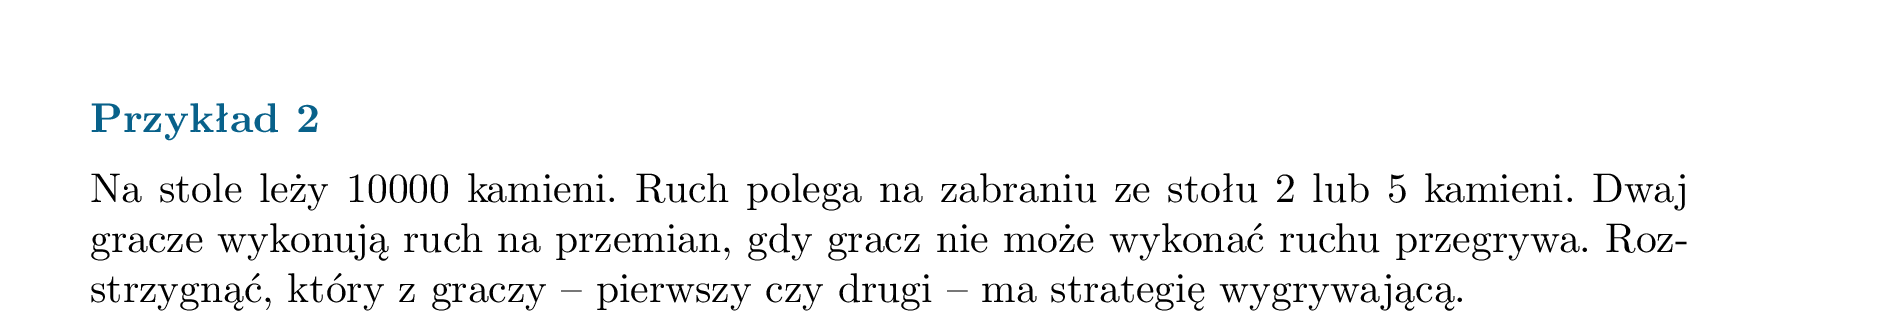 Przykład 2
Na stole leży 10000 kamieni. Ruch polega na zabraniu ze stołu 2 lub 5 kamieni. Dwaj
gracze wykonują ruch na przemian, gdy gracz nie może wykonać ruchu przegrywa. Roz-
strzygnąć, który z graczy – pierwszy czy drugi – ma strategię wygrywającą.